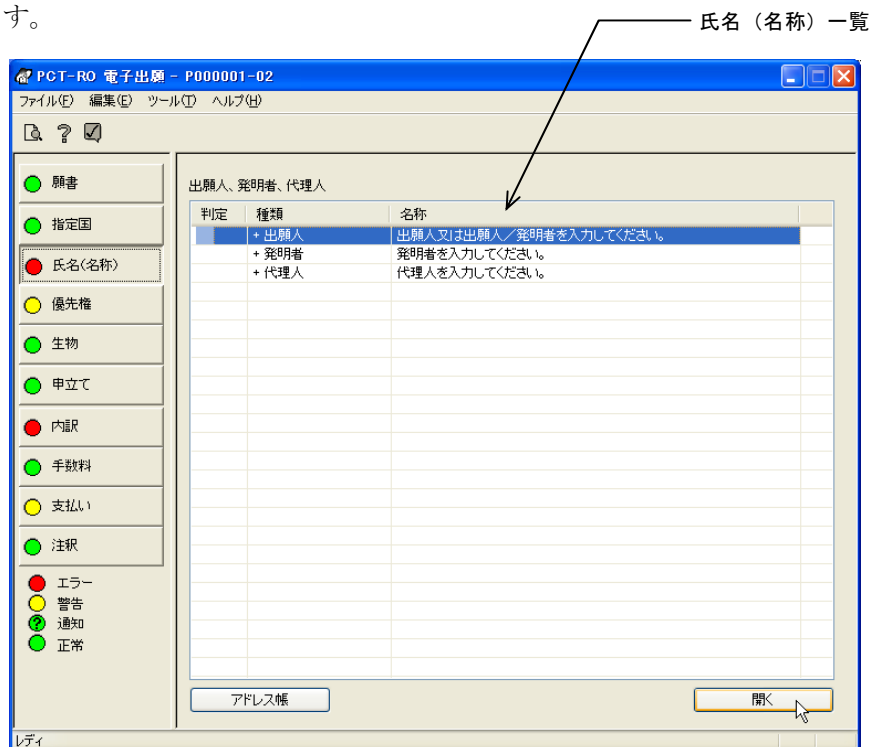 す。
氏名（名称）一覧
PCT-RO 電子出願 - P000001-02
ファイル(F) 編集(E) ツール(T) ヘルプ(H)
願書
指定国
氏名(名称)
優先権
生物
申立て
内訳
手数料
支払い
注釈
エラー
警告
通知
正常
出願人、発明者、代理人
判定 種類 名称
+ 出願人 出願人又は出願人／発明者を入力してください。
+ 発明者 発明者を入力してください。
+ 代理人 代理人を入力してください。
アドレス帳
開く
レディ